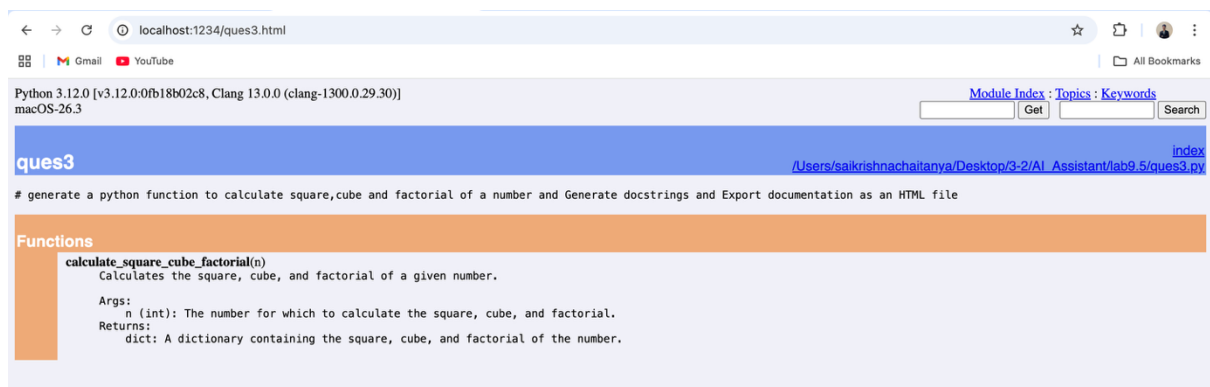 localhost:1234/ques3.html
Gmail YouTube All Bookmarks
Python 3.12.0 [v3.12.0:0fb18b02c8, Clang 13.0.0 (clang-1300.0.29.30)]
macOS-26.3
Module Index : Topics : Keywords
Get Search
ques3
index
/Users/saikrishnachaitanya/Desktop/3-2/AI_Assistant/lab9.5/ques3.py
# generate a python function to calculate square,cube and factorial of a number and Generate docstrings and Export documentation as an HTML file
Functions
calculate_square_cube_factorial(n)
Calculates the square, cube, and factorial of a given number.
Args:
n (int): The number for which to calculate the square, cube, and factorial.
Returns:
dict: A dictionary containing the square, cube, and factorial of the number.